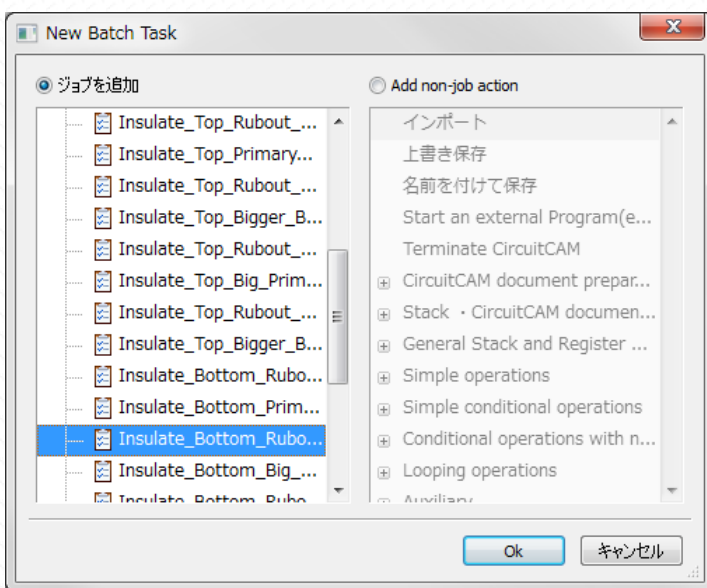 New Batch Task
ジョブを追加
Insulate_Top_Rubout_...
Insulate_Top_Primary...
Insulate_Top_Rubout_...
Insulate_Top_Bigger_B...
Insulate_Top_Rubout_...
Insulate_Top_Big_Prim...
Insulate_Top_Rubout_...
Insulate_Top_Bigger_B...
Insulate_Bottom_Rubo...
Insulate_Bottom_Prim...
Insulate_Bottom_Rubo...
Insulate_Bottom_Big_...
Insulate_Bottom_Rubo...
Add non-job action
インポート
上書き保存
名前を付けて保存
Start an external Program(e...
Terminate CircuitCAM
CircuitCAM document prepar...
Stack ・CircuitCAM documen...
General Stack and Register ...
Simple operations
Simple conditional operations
Conditional operations with n...
Looping operations
Auxiliary
Ok
キャンセル